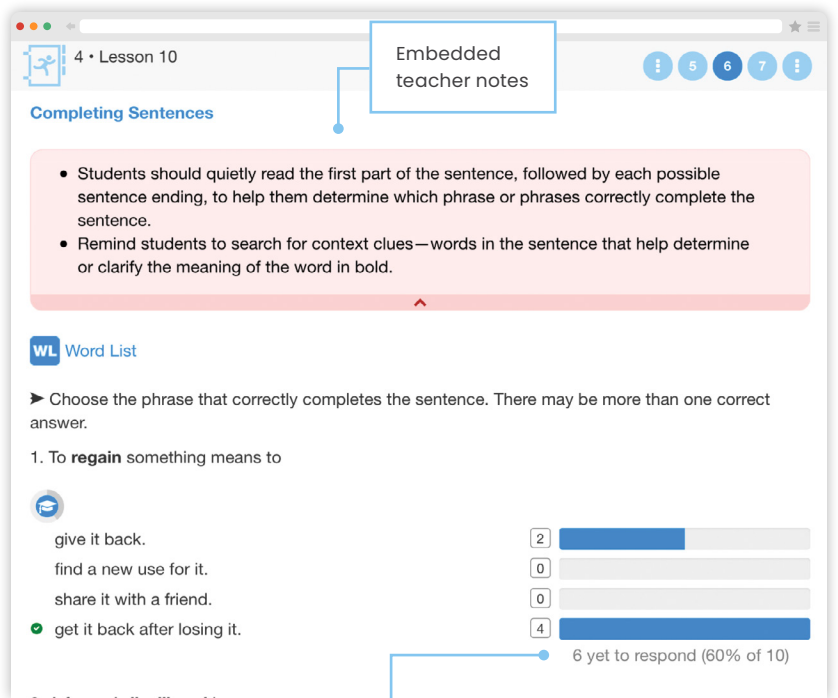 4 • Lesson 10
Embedded
teacher notes
5 6 7
Completing Sentences
• Students should quietly read the first part of the sentence, followed by each possible
sentence ending, to help them determine which phrase or phrases correctly complete the
sentence.
• Remind students to search for context clues—words in the sentence that help determine
or clarify the meaning of the word in bold.
WL Word List
➤ Choose the phrase that correctly completes the sentence. There may be more than one correct
answer.
1. To regain something means to
give it back. 2
find a new use for it. 0
share it with a friend. 0
get it back after losing it. 4
6 yet to respond (60% of 10)